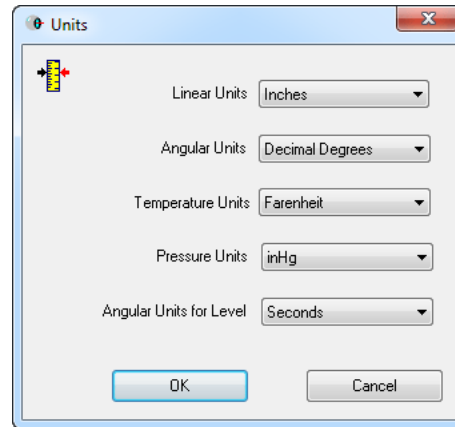 Units
Linear Units Inches
Angular Units Decimal Degrees
Temperature Units Farenheit
Pressure Units inHg
Angular Units for Level Seconds
OK Cancel